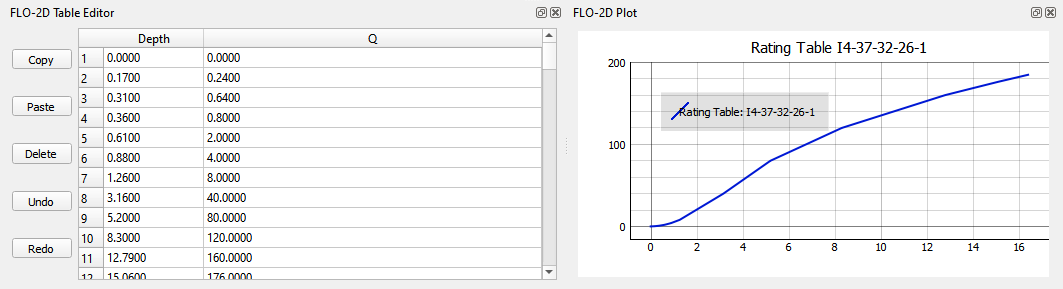 FLO-2D Table Editor
Depth Q
Copy
Paste
Delete
Undo
Redo
1 0.0000 0.0000
2 0.1700 0.2400
3 0.3100 0.6400
4 0.3600 0.8000
5 0.6100 2.0000
6 0.8800 4.0000
7 1.2600 8.0000
8 3.1600 40.0000
9 5.2000 80.0000
10 8.3000 120.0000
11 12.7900 160.0000
12 15.0600 176.0000
FLO-2D Plot
Rating Table I4-37-32-26-1
Rating Table: I4-37-32-26-1
200
100
0
0 2 4 6 8 10 12 14 16